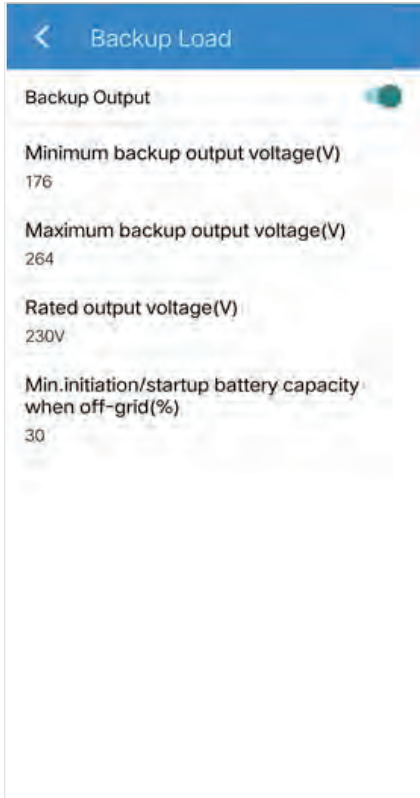 Backup Load
Backup Output
Minimum backup output voltage(V)
176
Maximum backup output voltage(V)
264
Rated output voltage(V)
230V
Min.initiation/startup battery capacity
when off-grid(%)
30